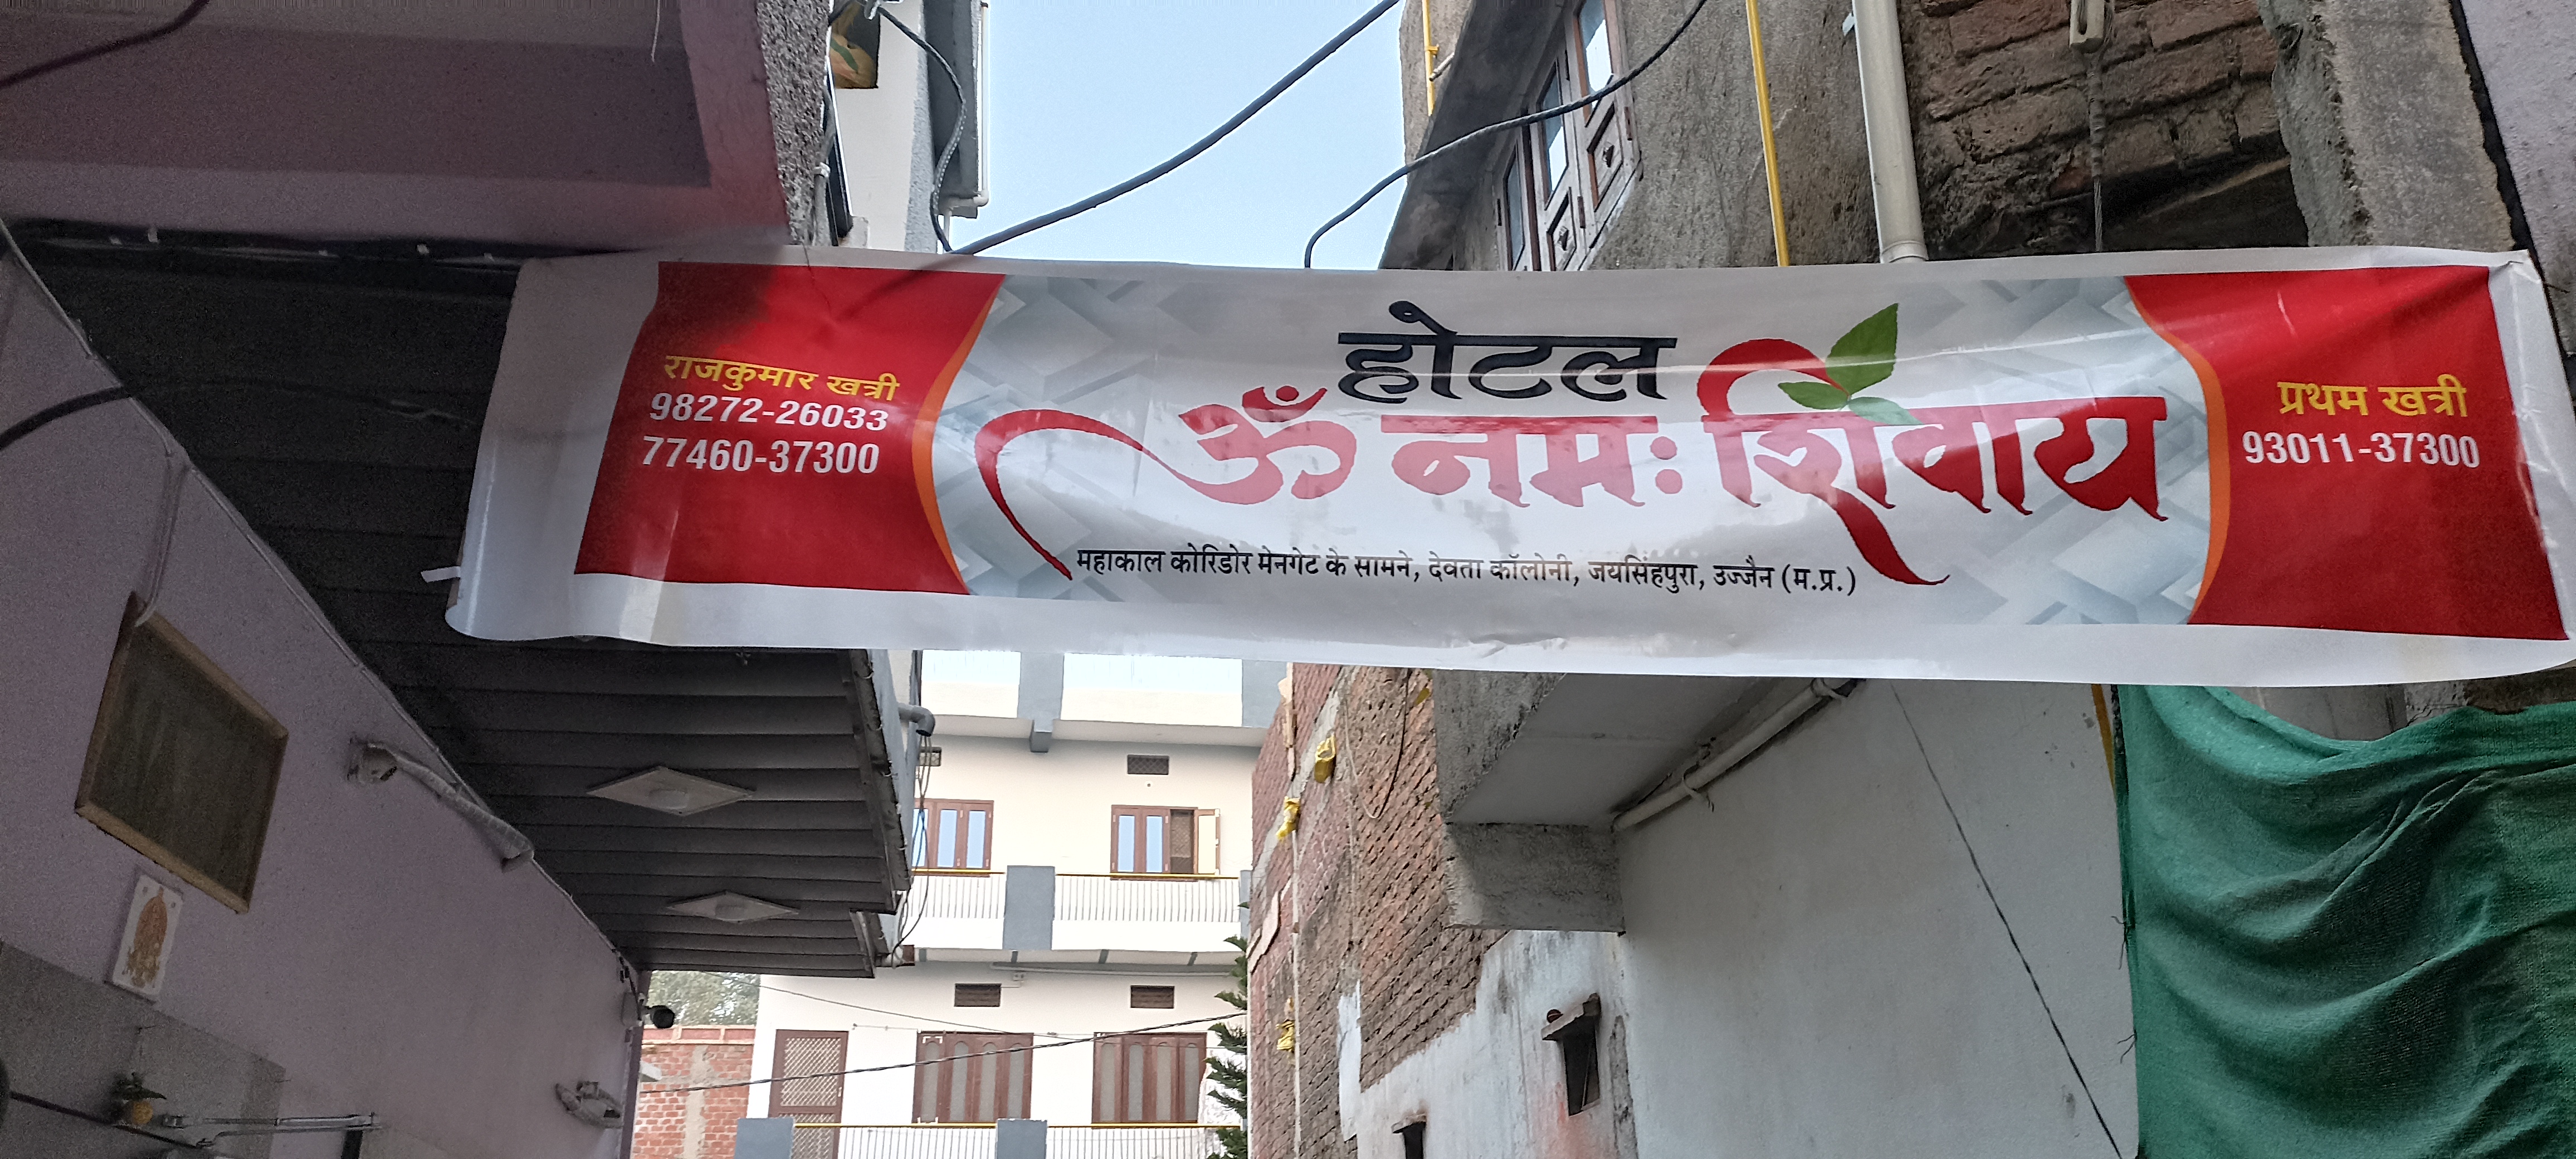 राजकुमार खत्री
98272-26033
77460-37300
होटल
ॐ नमः शिवाय
महाकाल कोरिडोर मेनगेट के सामने, देवता कॉलोनी, जयसिंहपुरा, उज्जैन (म.प्र.)
प्रथम खत्री
93011-37300